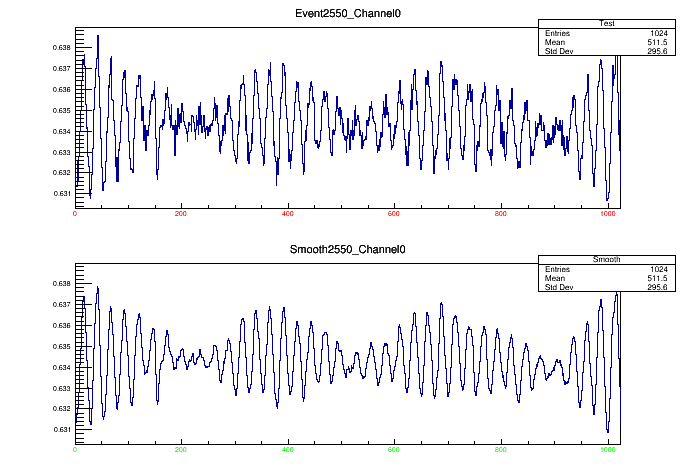 Event2550_Channel0
Test
Entries 1024
Mean 511.5
Std Dev 295.6
0.638
0.637
0.636
0.635
0.634
0.633
0.632
0.631
0 200 400 600 800 1000
Smooth2550_Channel0
Smooth
Entries 1024
Mean 511.5
Std Dev 295.6
0.638
0.637
0.636
0.635
0.634
0.633
0.632
0.631
0 200 400 600 800 1000